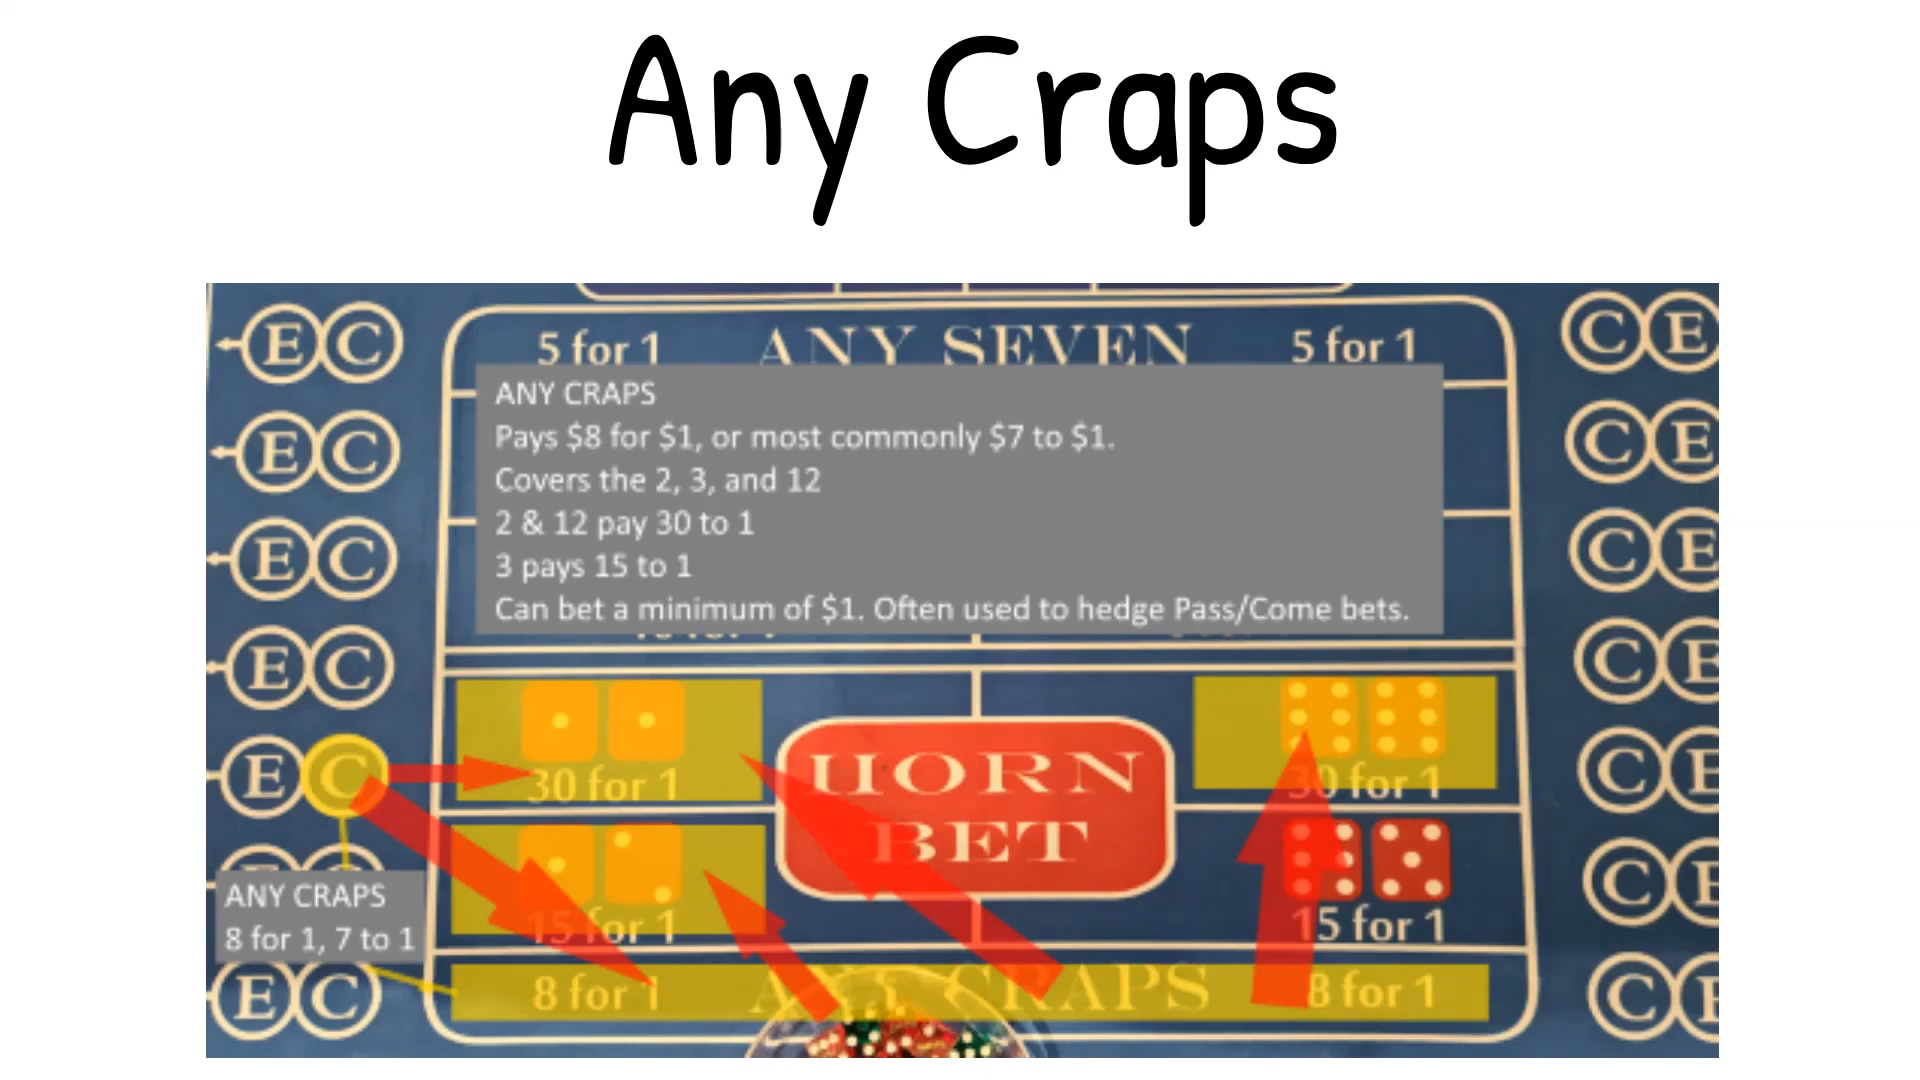 Any Craps
E C
5 for 1 ANY SEVEN 5 for 1
C E
ANY CRAPS
Pays $8 for $1, or most commonly $7 to $1.
Covers the 2, 3, and 12
2 & 12 pay 30 to 1
3 pays 15 to 1
Can bet a minimum of $1. Often used to hedge Pass/Come bets.
E C
C E
E C
C E
E C
C E
E C
C E
30 for 1
HORN
BET
30 for 1
C E
ANY CRAPS
8 for 1, 7 to 1
15 for 1
15 for 1
E C
8 for 1 ANY CRAPS 8 for 1
C E